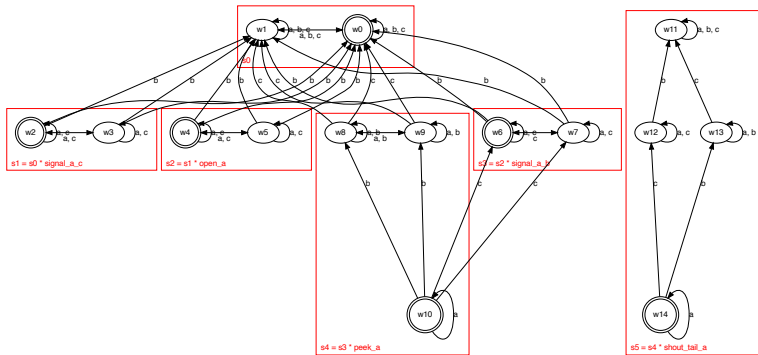 w1
w0
a, b, c
a, b, c
a, b, c
s0
w11
a, b, c
b
b
b
b
b
c
b
b
b
b
c
b
c
b
b
b
c
w2
a, c
w3
a, c
a, c
s1 = s0 * signal_a_c
w4
a, c
w5
a, c
a, c
s2 = s1 * open_a
w8
a, b
w9
a, b
a, b
w6
a, c
w7
a, c
a, c
s3 = s2 * signal_a_b
w12
a, c
w13
a, b
b
b
c
c
c
b
w10
a
s4 = s3 * peek_a
w14
a
s5 = s4 * shout_tail_a